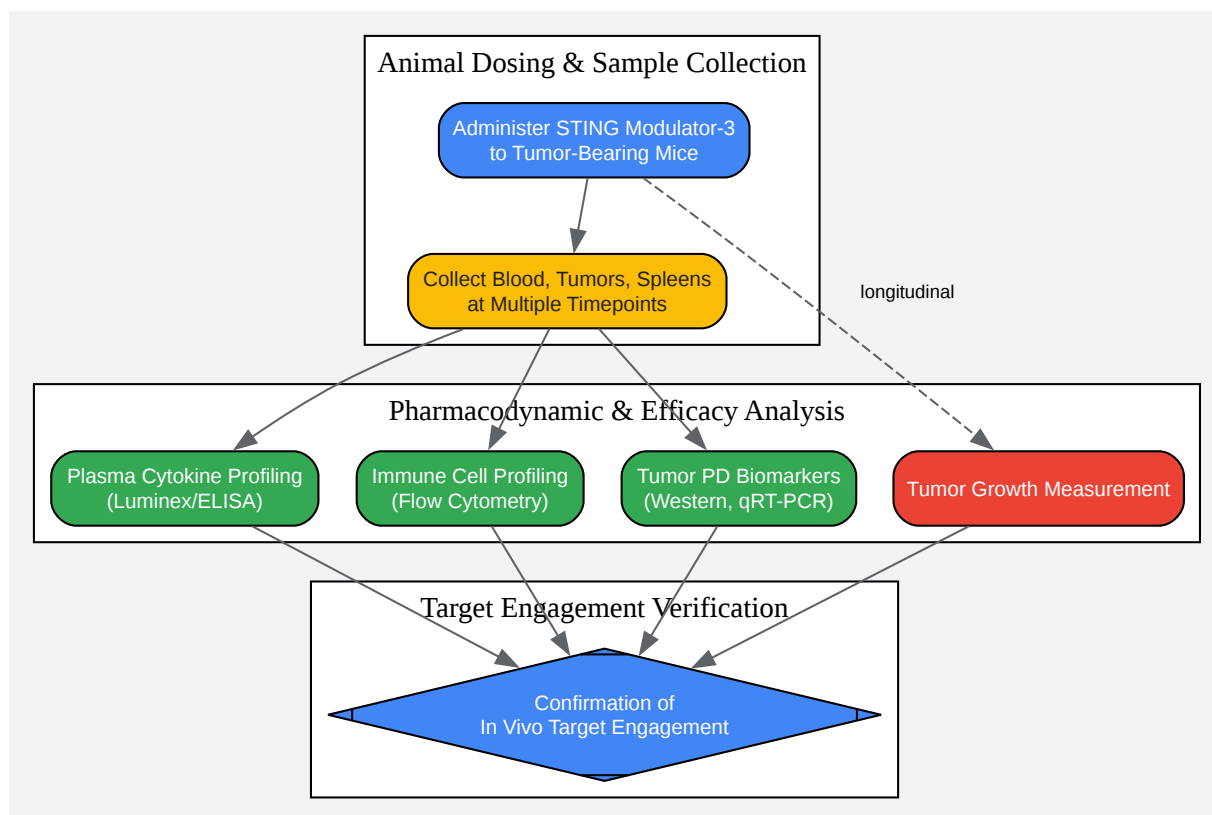 Animal Dosing & Sample Collection
Administer STING Modulator-3
to Tumor-Bearing Mice
Collect Blood, Tumors, Spleens
at Multiple Timepoints
longitudinal
Pharmacodynamic & Efficacy Analysis
Plasma Cytokine Profiling
(Luminex/ELISA)
Immune Cell Profiling
(Flow Cytometry)
Tumor PD Biomarkers
(Western, qRT-PCR)
Tumor Growth Measurement
Target Engagement Verification
Confirmation of
In Vivo Target Engagement